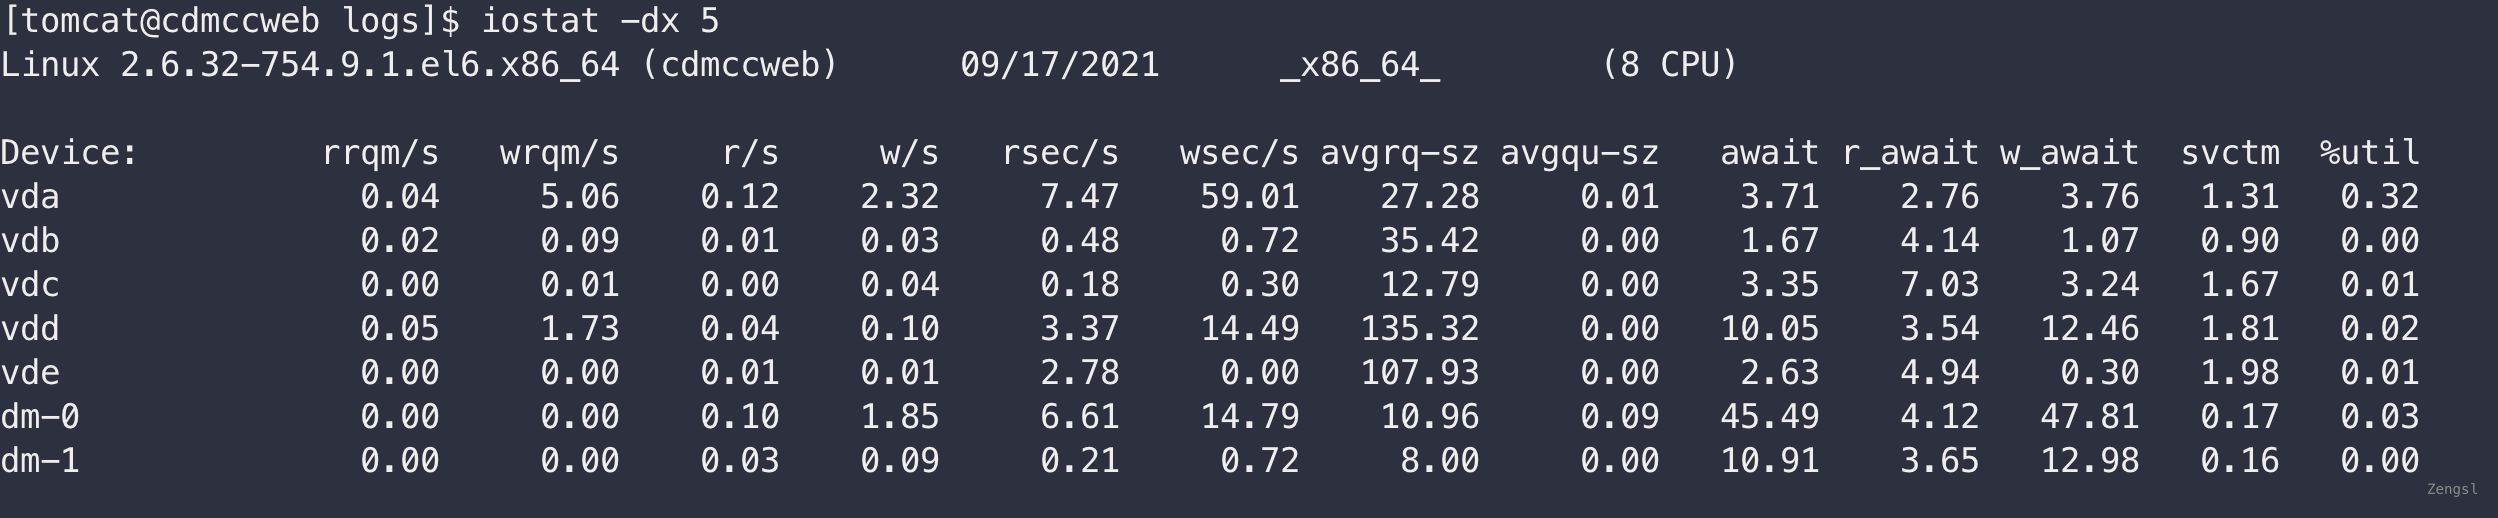 [tomcat@cdmccweb logs]$ iostat -dx 5
Linux 2.6.32-754.9.1.el6.x86_64 (cdmccweb) 09/17/2021 _x86_64_ (8 CPU)
Device: rrqm/s wrqm/s r/s w/s rsec/s wsec/s avgrq-sz avgqu-sz await r_await w_await svctm %util
vda 0.04 5.06 0.12 2.32 7.47 59.01 27.28 0.01 3.71 2.76 3.76 1.31 0.32
vdb 0.02 0.09 0.01 0.03 0.48 0.72 35.42 0.00 1.67 4.14 1.07 0.90 0.00
vdc 0.00 0.01 0.00 0.04 0.18 0.30 12.79 0.00 3.35 7.03 3.24 1.67 0.01
vdd 0.05 1.73 0.04 0.10 3.37 14.49 135.32 0.00 10.05 3.54 12.46 1.81 0.02
vde 0.00 0.00 0.01 0.01 2.78 0.00 107.93 0.00 2.63 4.94 0.30 1.98 0.01
dm-0 0.00 0.00 0.10 1.85 6.61 14.79 10.96 0.09 45.49 4.12 47.81 0.17 0.03
dm-1 0.00 0.00 0.03 0.09 0.21 0.72 8.00 0.00 10.91 3.65 12.98 0.16 0.00
Zengsl